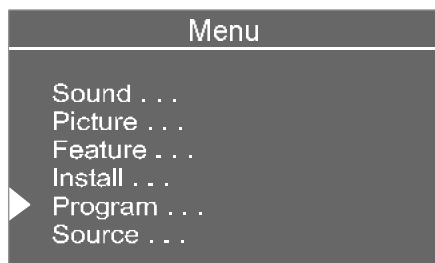 Menu
Sound . . .
Picture . . .
Feature . . .
Install . . .
Program . . .
Source . . .